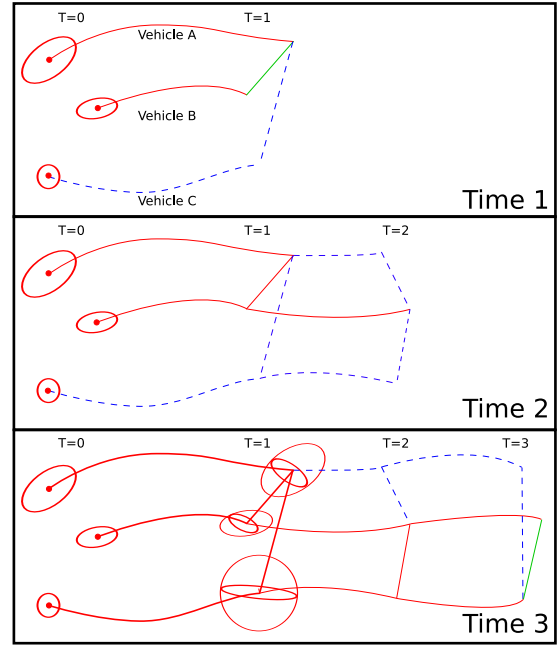 T=0 T=1
Vehicle A
Vehicle B
Vehicle C
Time 1
T=0 T=1 T=2
Time 2
T=0 T=1 T=2 T=3
Time 3